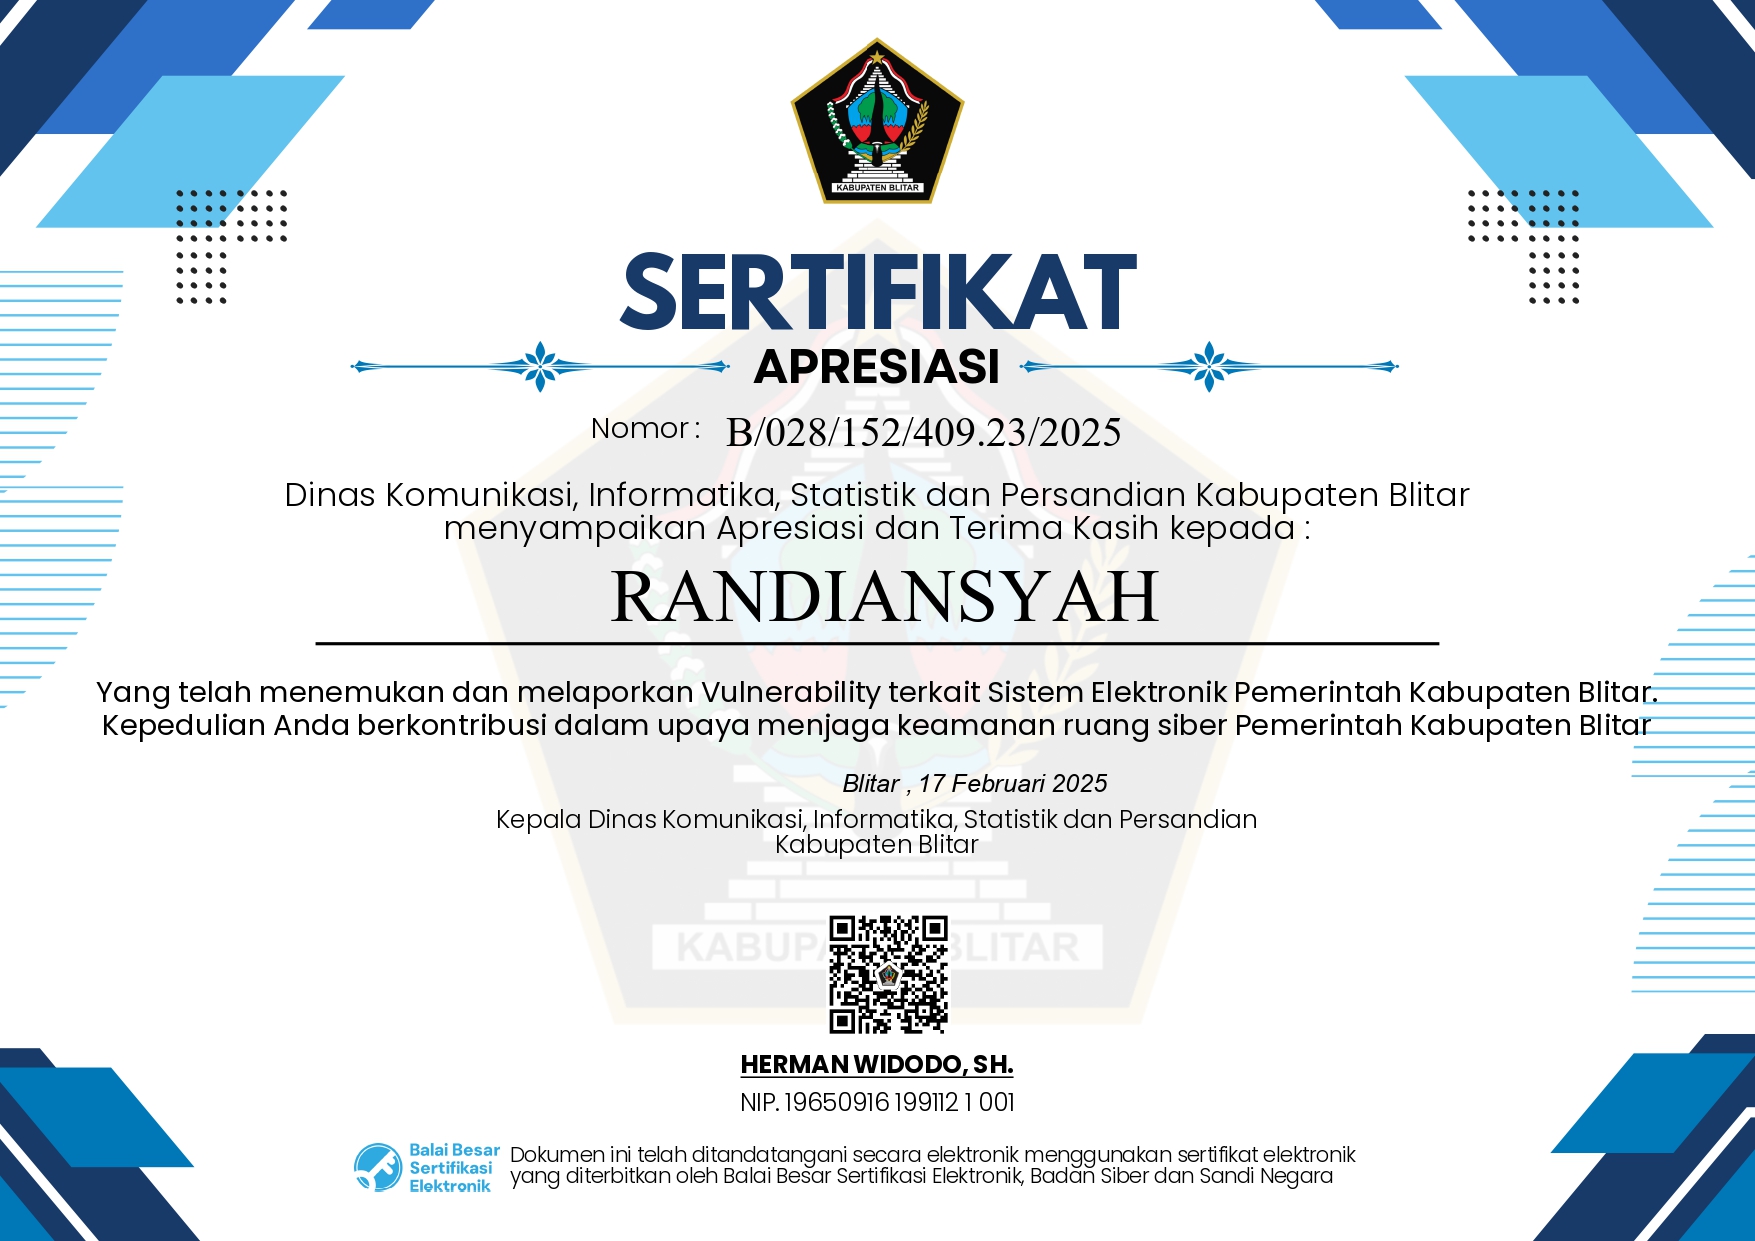 KABUPATEN BLITAR
SERTIFIKAT
APRESIASI
Nomor : B/028/152/409.23/2025
Dinas Komunikasi, Informatika, Statistik dan Persandian Kabupaten Blitar
menyampaikan Apresiasi dan Terima Kasih kepada :
RANDIANSYAH
Yang telah menemukan dan melaporkan Vulnerability terkait Sistem Elektronik Pemerintah Kabupaten Blitar.
Kepedulian Anda berkontribusi dalam upaya menjaga keamanan ruang siber Pemerintah Kabupaten Blitar
Blitar , 17 Februari 2025
Kepala Dinas Komunikasi, Informatika, Statistik dan Persandian
Kabupaten Blitar
KABUPA BLITAR
HERMAN WIDODO, SH.
NIP. 19650916 199112 1 001
Balai Besar
Sertifikasi
Elektronik
Dokumen ini telah ditandatangani secara elektronik menggunakan sertifikat elektronik
yang diterbitkan oleh Balai Besar Sertifikasi Elektronik, Badan Siber dan Sandi Negara